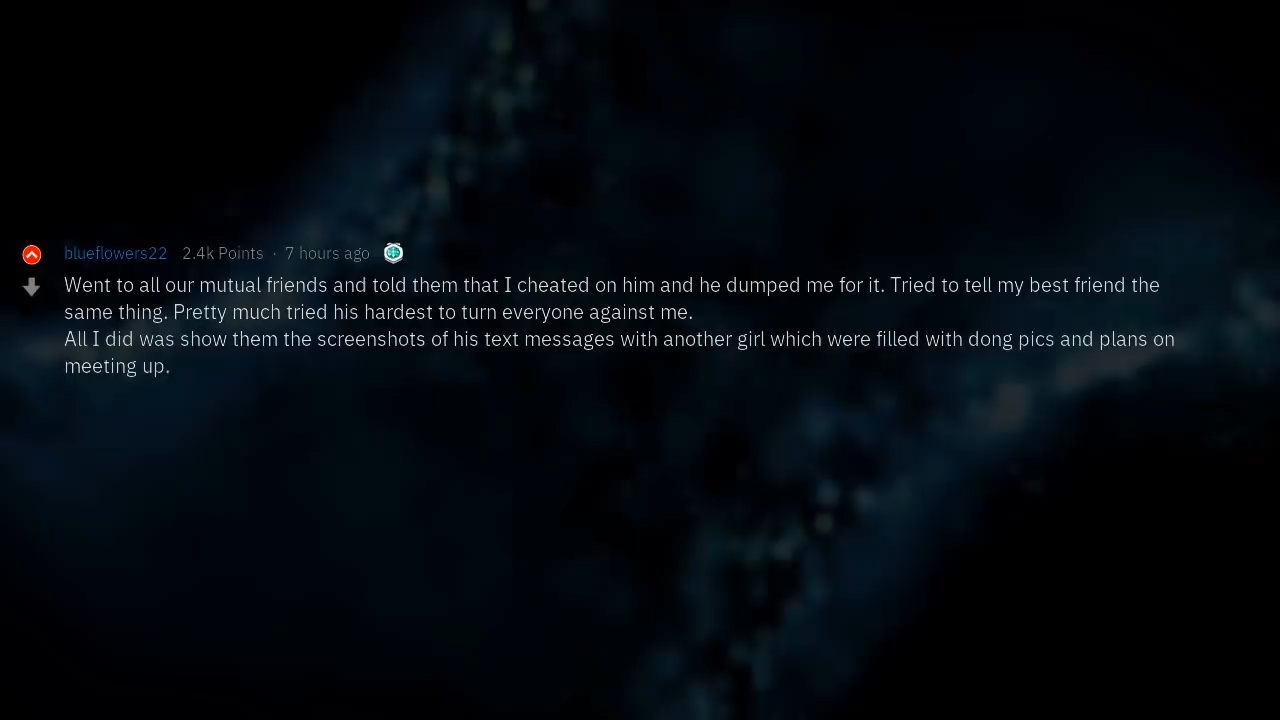 blueflowers22 2.4k Points · 7 hours ago
Went to all our mutual friends and told them that I cheated on him and he dumped me for it. Tried to tell my best friend the
same thing. Pretty much tried his hardest to turn everyone against me.
All I did was show them the screenshots of his text messages with another girl which were filled with dong pics and plans on
meeting up.